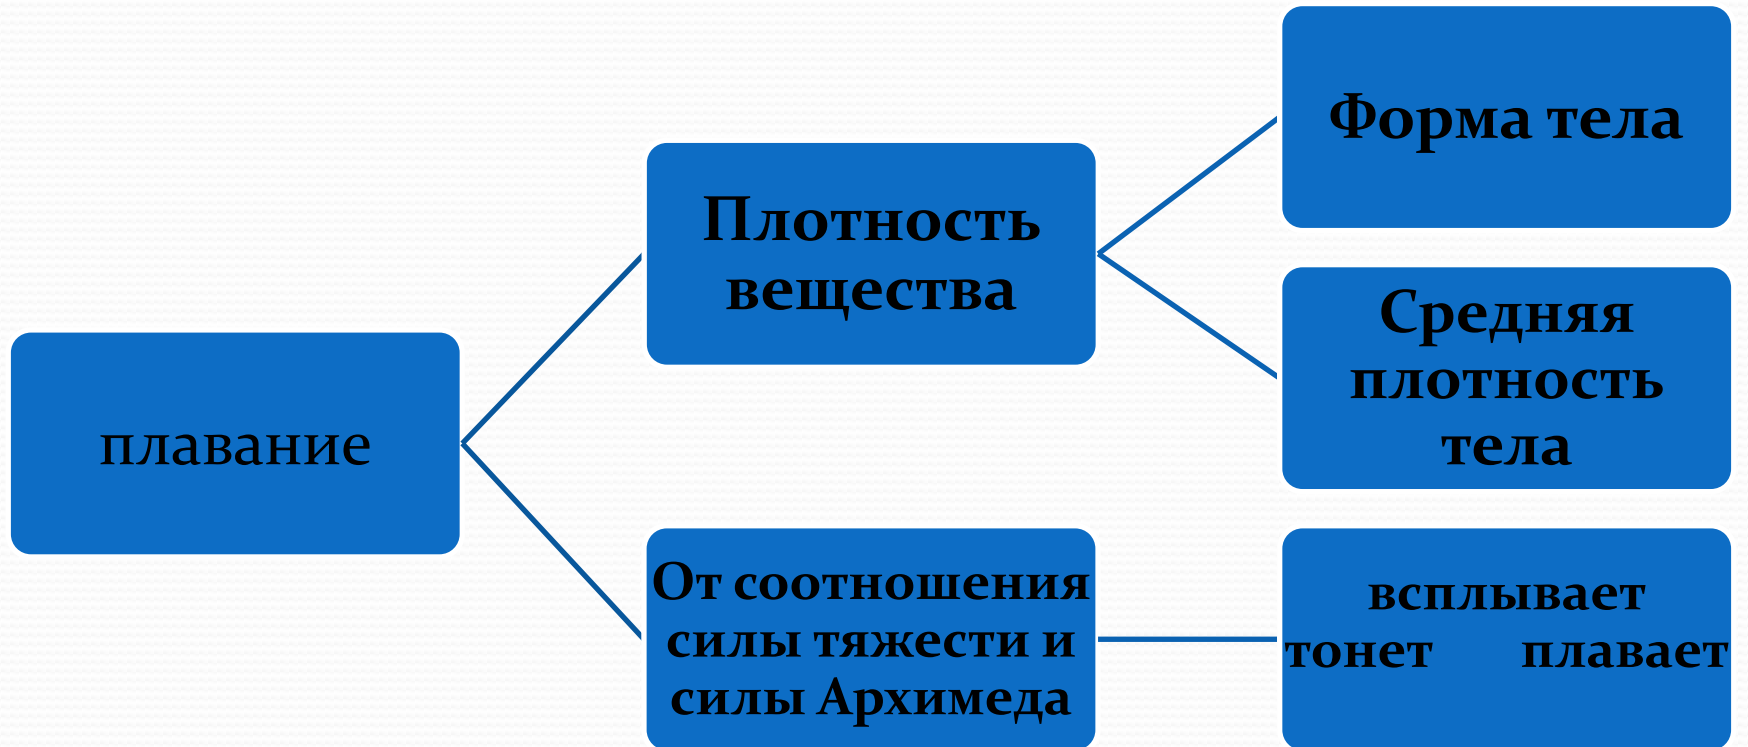 плавание
Плотность
вещества
Форма тела
Средняя
плотность
тела
От соотношения
силы тяжести и
силы Архимеда
всплывает
тонет плавает